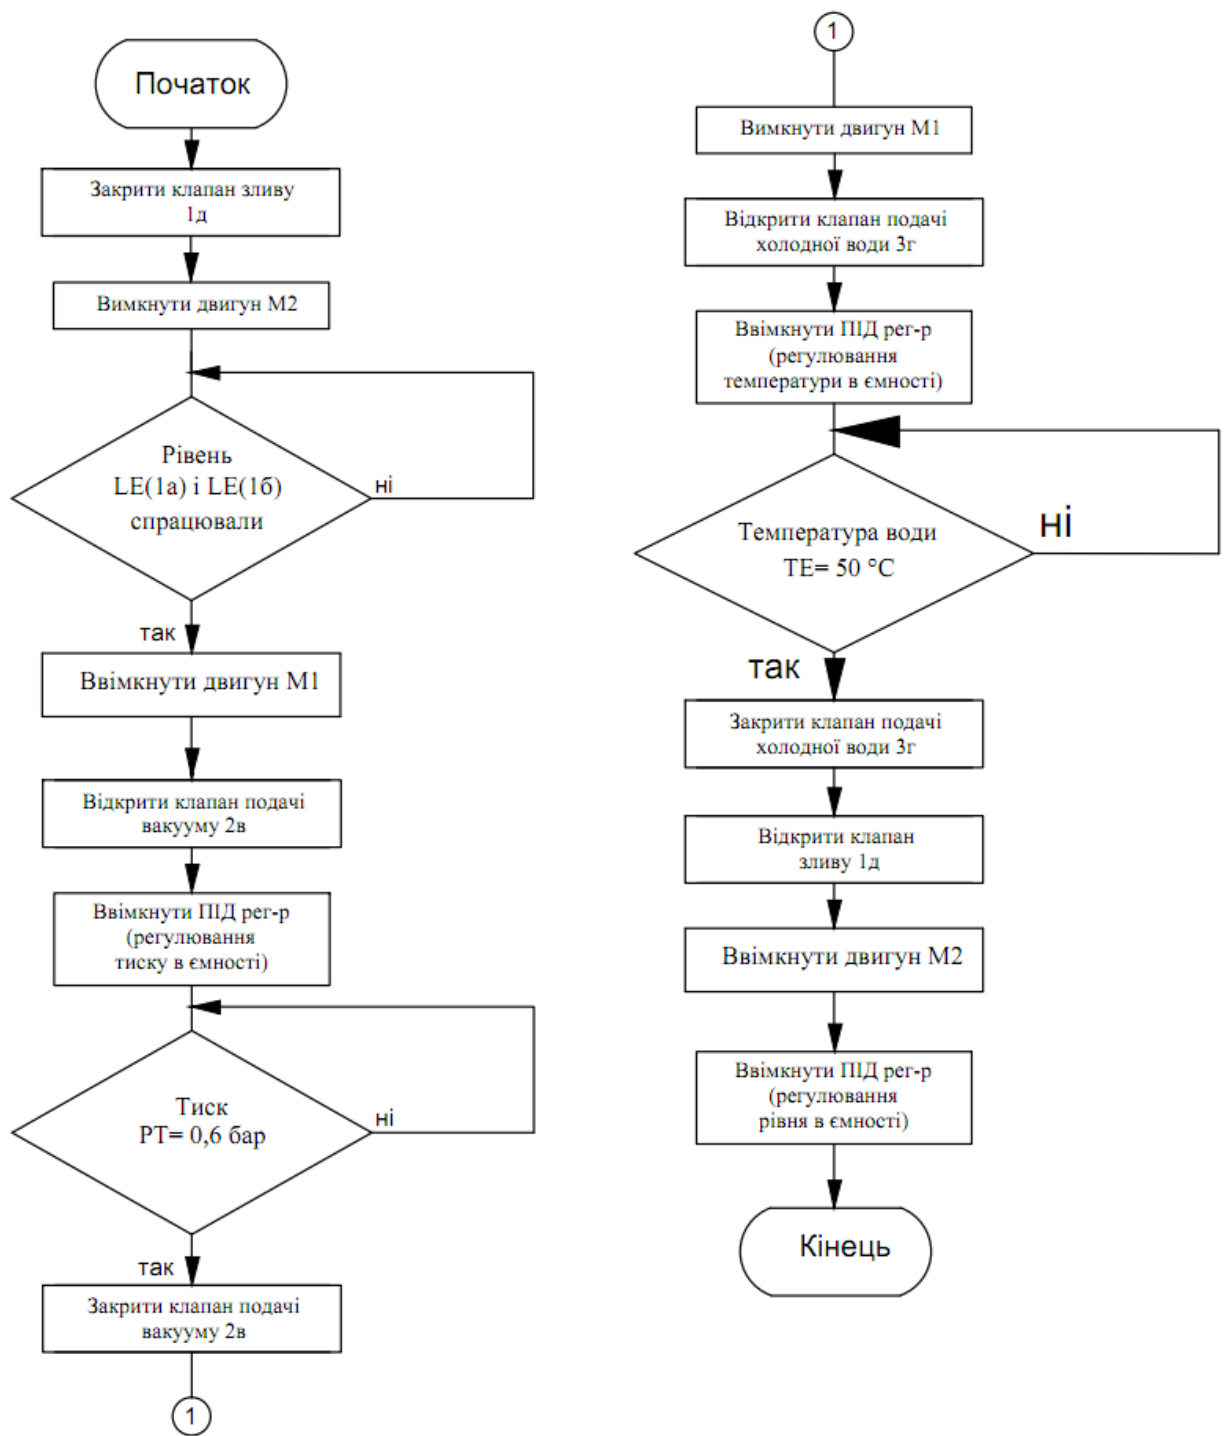 Початок
Закрити клапан зливу
1д
Вимкнути двигун М2
Рівень
LE(1а) і LE(1б)
спрацювали
ні
так
Ввімкнути двигун М1
Відкрити клапан подачі
вакууму 2в
Ввімкнути ПІД рег-р
(регулювання
тиску в ємності)
Тиск
PT= 0,6 бар
ні
так
Закрити клапан подачі
вакууму 2в
1
1
Вимкнути двигун М1
Відкрити клапан подачі
холодної води 3г
Ввімкнути ПІД рег-р
(регулювання
температури в ємності)
Температура води
TE= 50 °C
ні
так
Закрити клапан подачі
холодної води 3г
Відкрити клапан
зливу 1д
Ввімкнути двигун М2
Ввімкнути ПІД рег-р
(регулювання
рівня в ємності)
Кінець